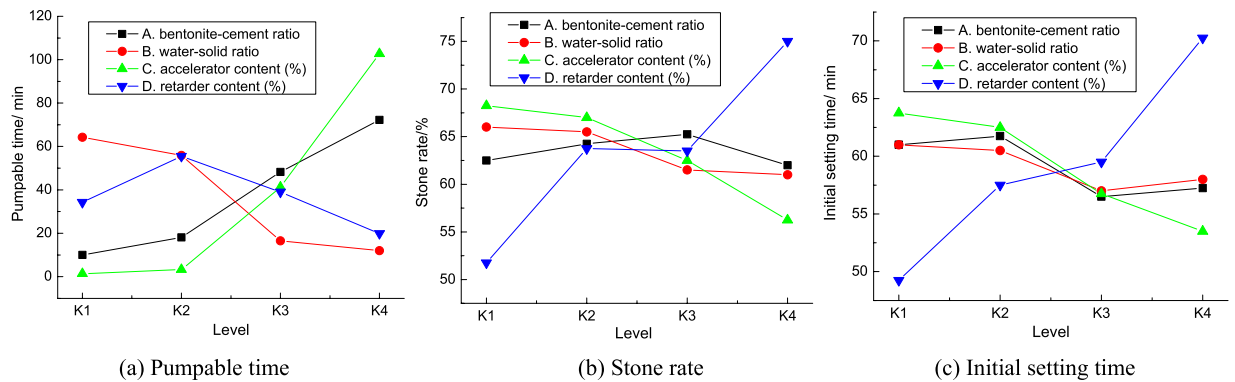 120
100
80
60
40
20
0
Pumpable time/ min
A. bentonite-cement ratio
B. water-solid ratio
C. accelerator content (%)
D. retarder content (%)
K1 K2 K3 K4
Level
(a) Pumpable time
75
70
65
60
55
50
Stone rate/%
A. bentonite-cement ratio
B. water-solid ratio
C. accelerator content (%)
D. retarder content (%)
K1 K2 K3 K4
Level
(b) Stone rate
70
65
60
55
50
Initial setting time/ min
A. bentonite-cement ratio
B. water-solid ratio
C. accelerator content (%)
D. retarder content (%)
K1 K2 K3 K4
Level
(c) Initial setting time